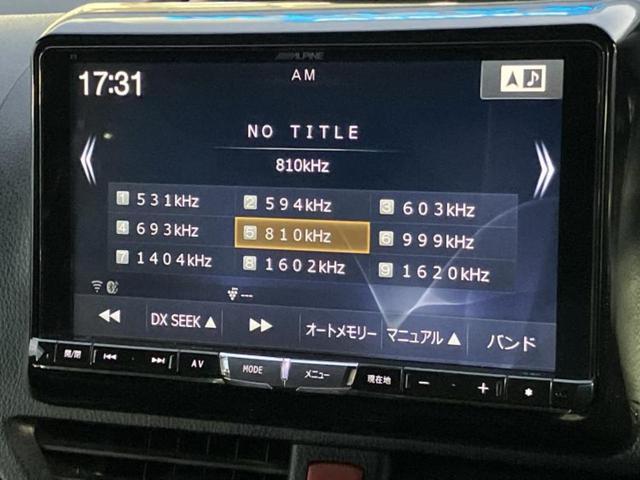 ALPINE
17:31
AM
NO TITLE
810kHz
1 531kHz 2 594kHz 3 603kHz
4 693kHz 5 810kHz 6 999kHz
7 1404kHz 8 1602kHz 9 1620kHz
---
DX SEEK ▲ オートメモリー マニュアル ▲ バンド
開/閉 AV MODE メニュー 現在地 − +